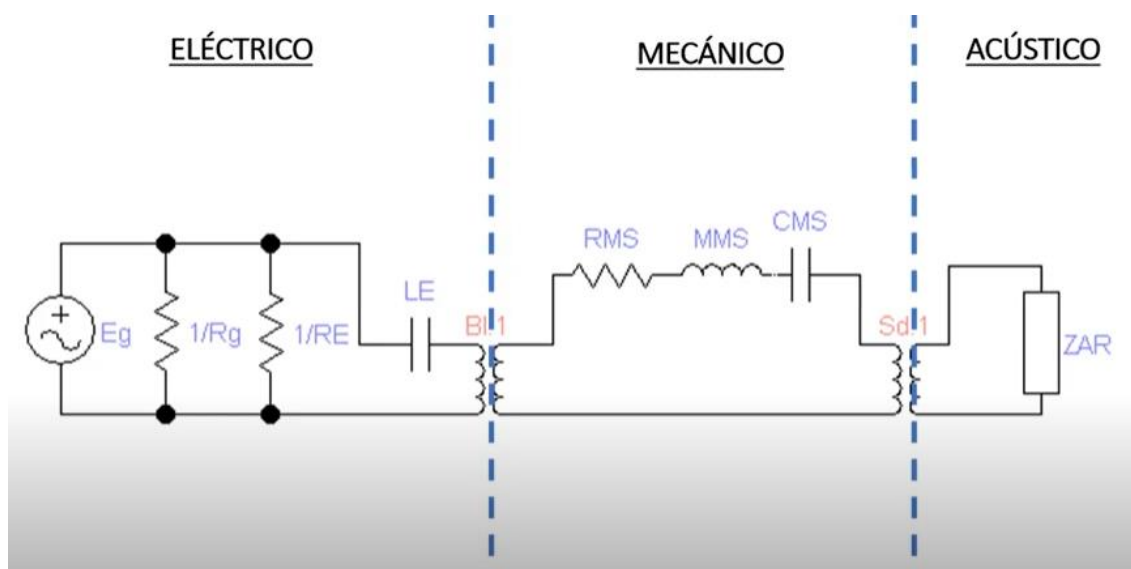 ELÉCTRICO
MECÁNICO
ACÚSTICO
Eg
1/Rg
1/RE
LE
Bl:1
RMS
MMS
CMS
Sd:1
ZAR